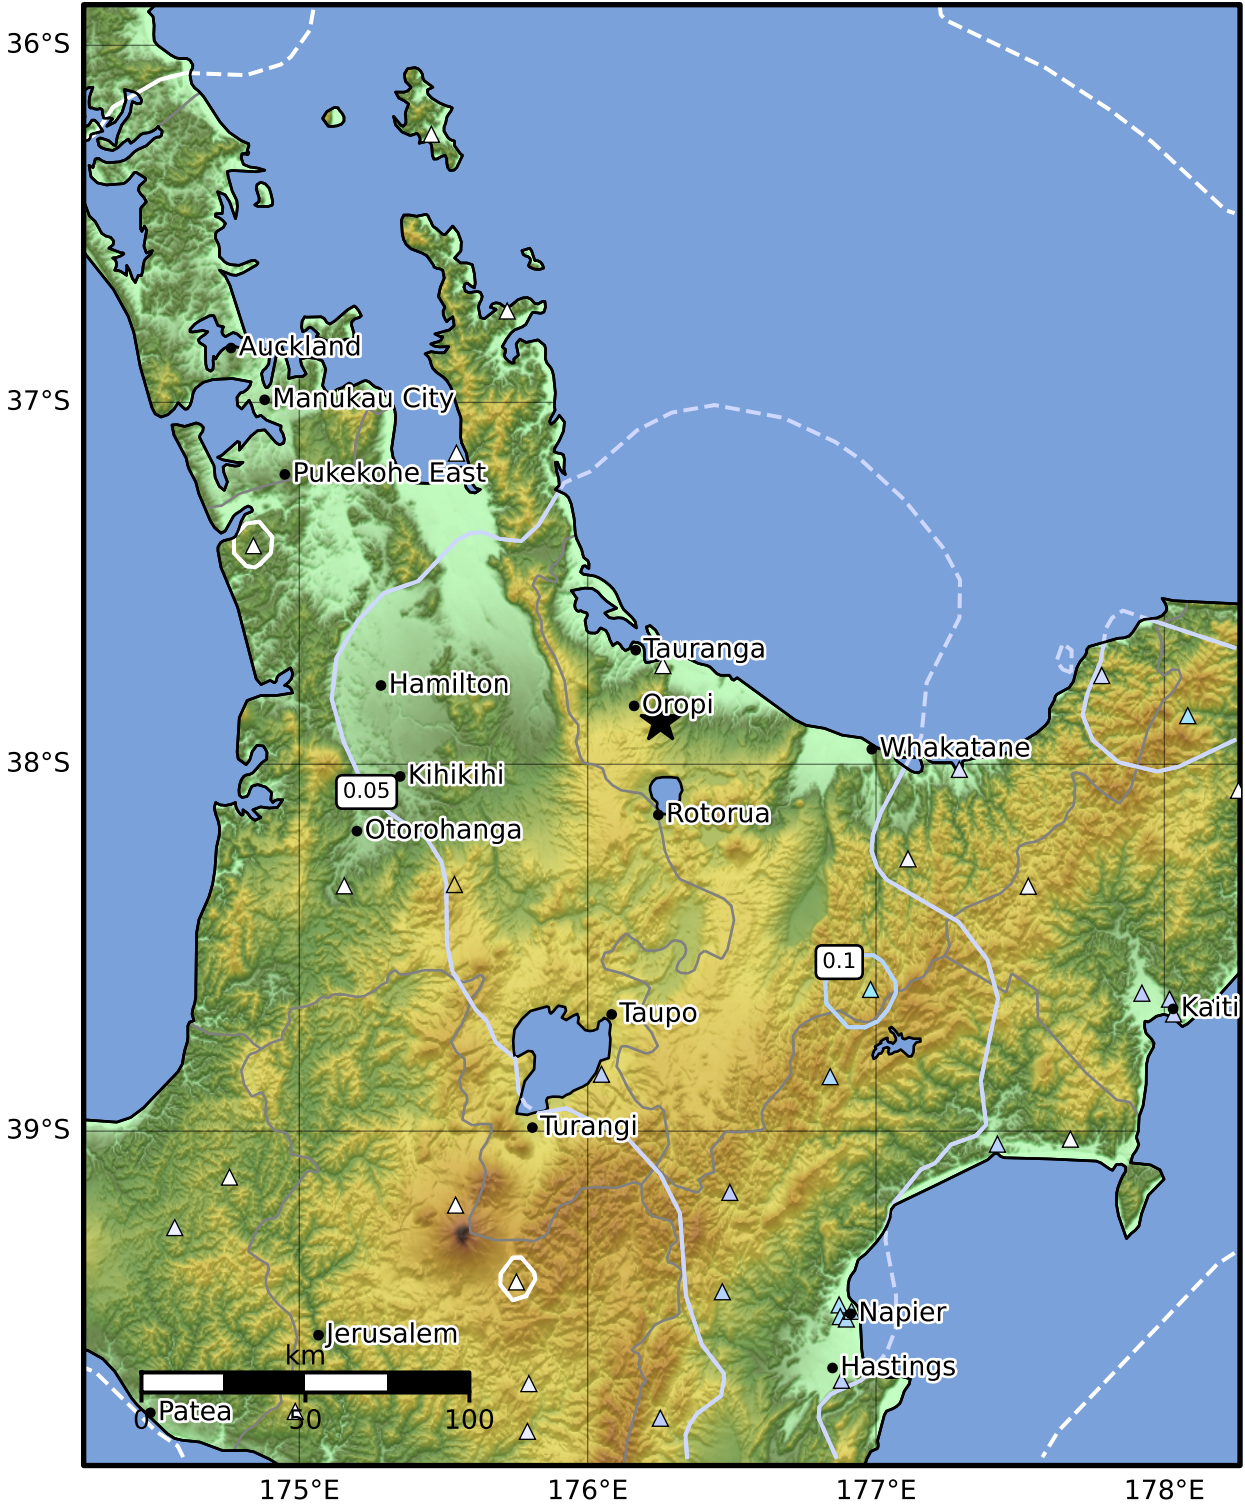 36°S
Auckland
37°S
Manukau City
Pukekohe East
Tauranga
Hamilton
Oropi
Whakatane
38°S
Kihikihi
0.05
Rotorua
Otorohanga
0.1
Taupo
Kaiti
39°S
Turangi
Napier
Jerusalem
km
Hastings
Patea
0 50 100
175°E 176°E 177°E 178°E